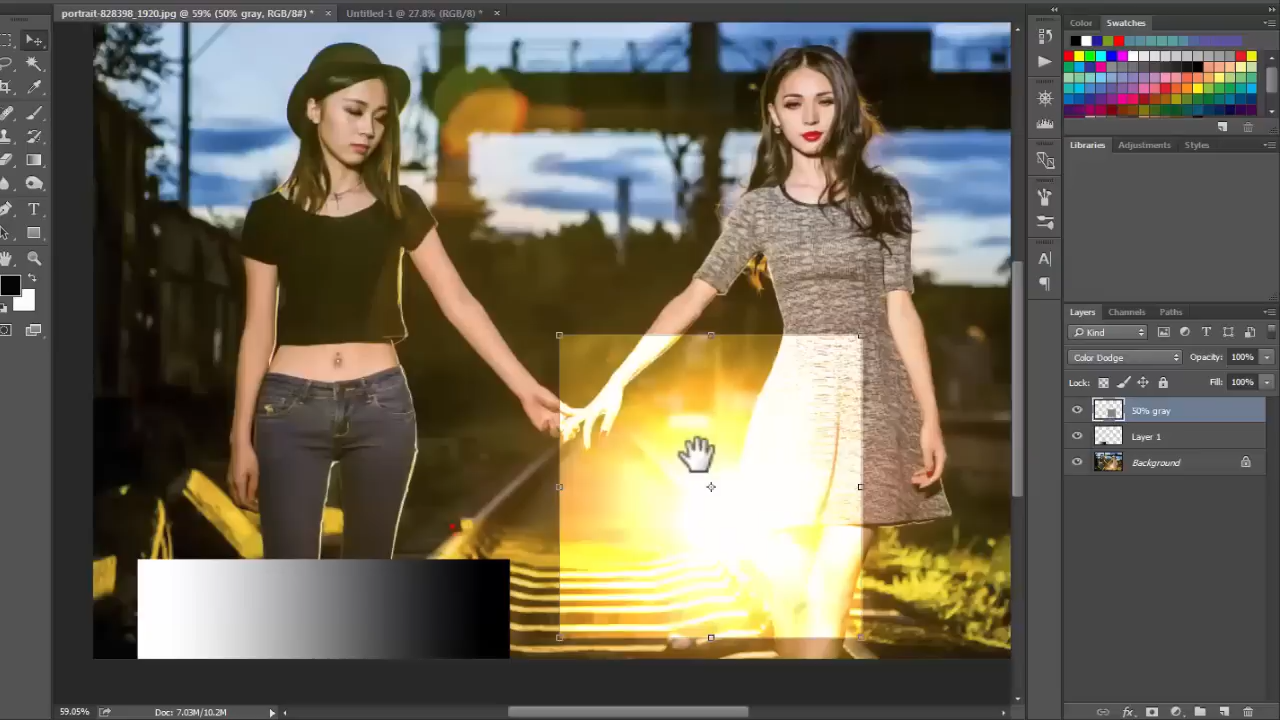 portrait-828398_1920.jpg @ 59% (50% gray, RGB/8#) * ×
Untitled-1 @ 27.8% (RGB/8) * ×
Color Swatches
Libraries Adjustments Styles
Layers Channels Paths
Kind
Color Dodge Opacity: 100%
Lock: Fill: 100%
50% gray
Layer 1
Background
59.05% Doc: 7.03M/10.2M